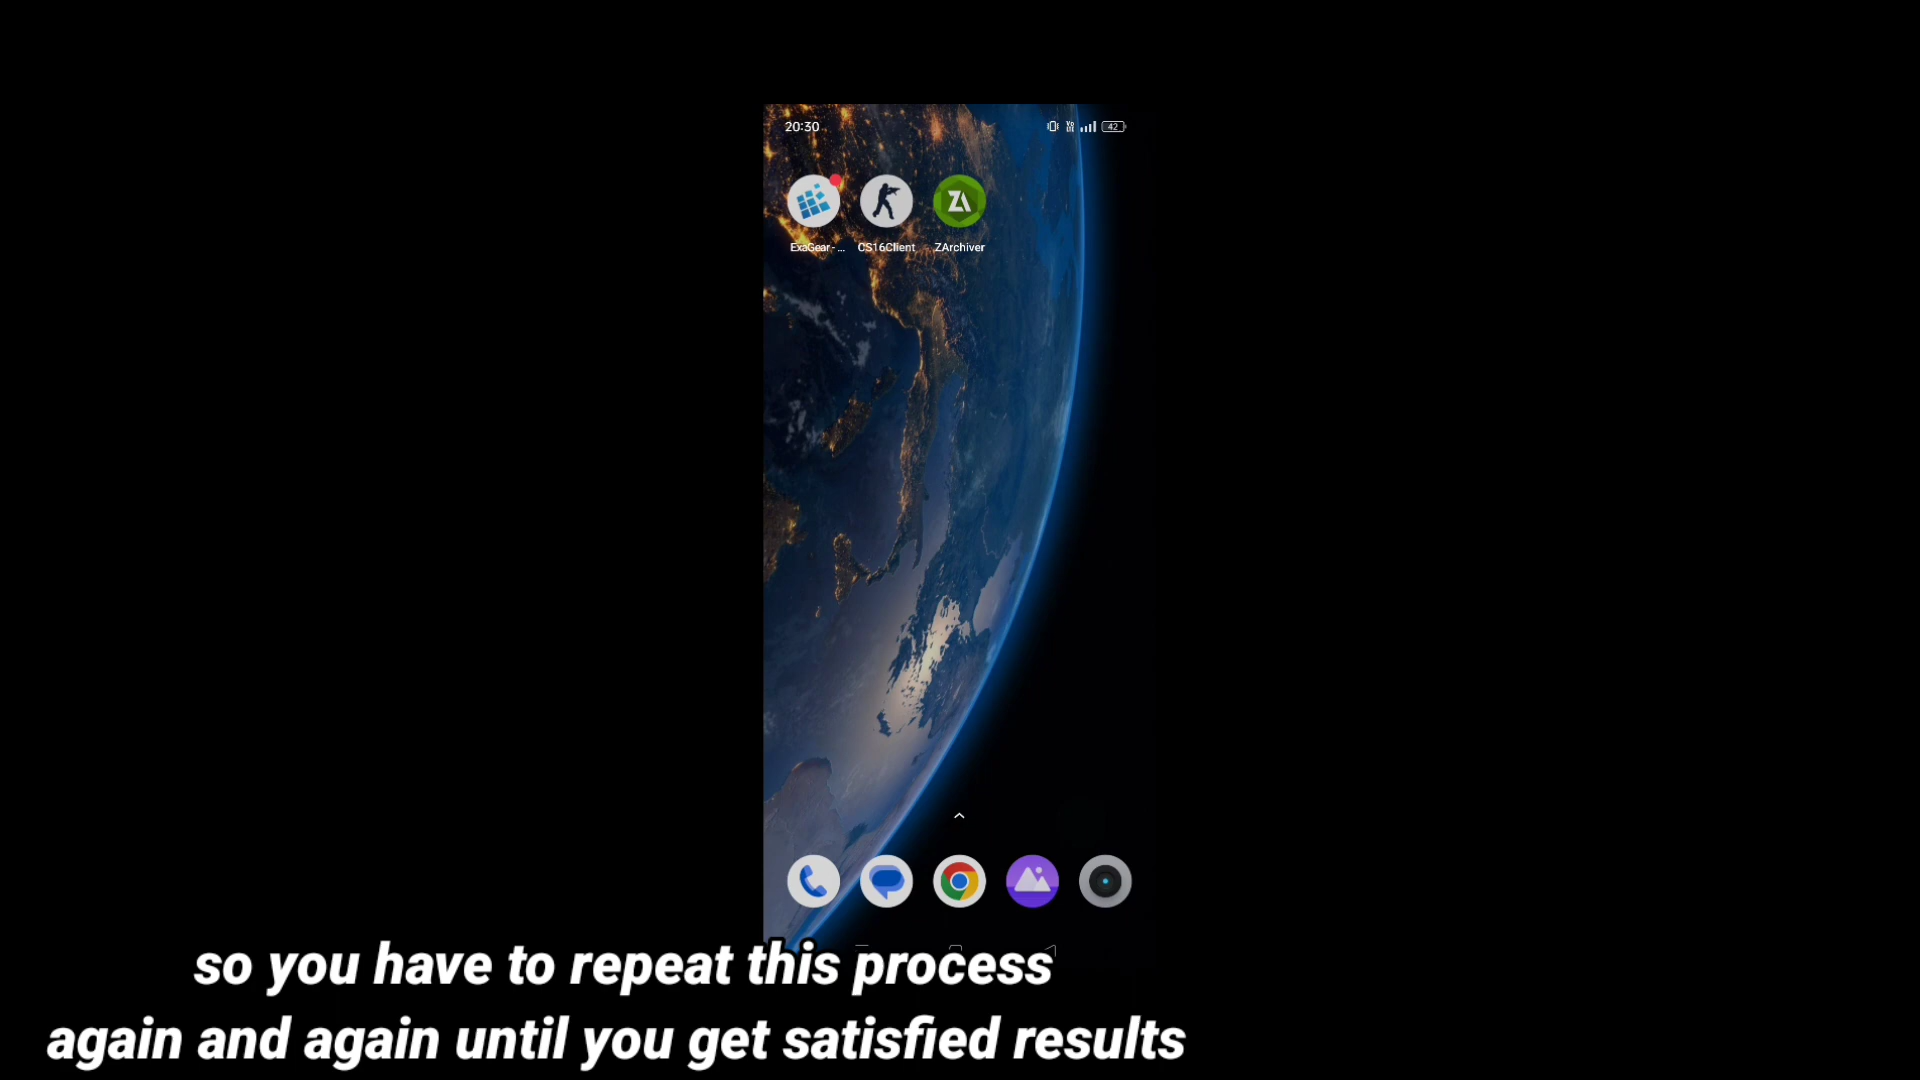 20:30
42
ExaGear - ...
CS16Client
ZArchiver
so you have to repeat this process
again and again until you get satisfied results